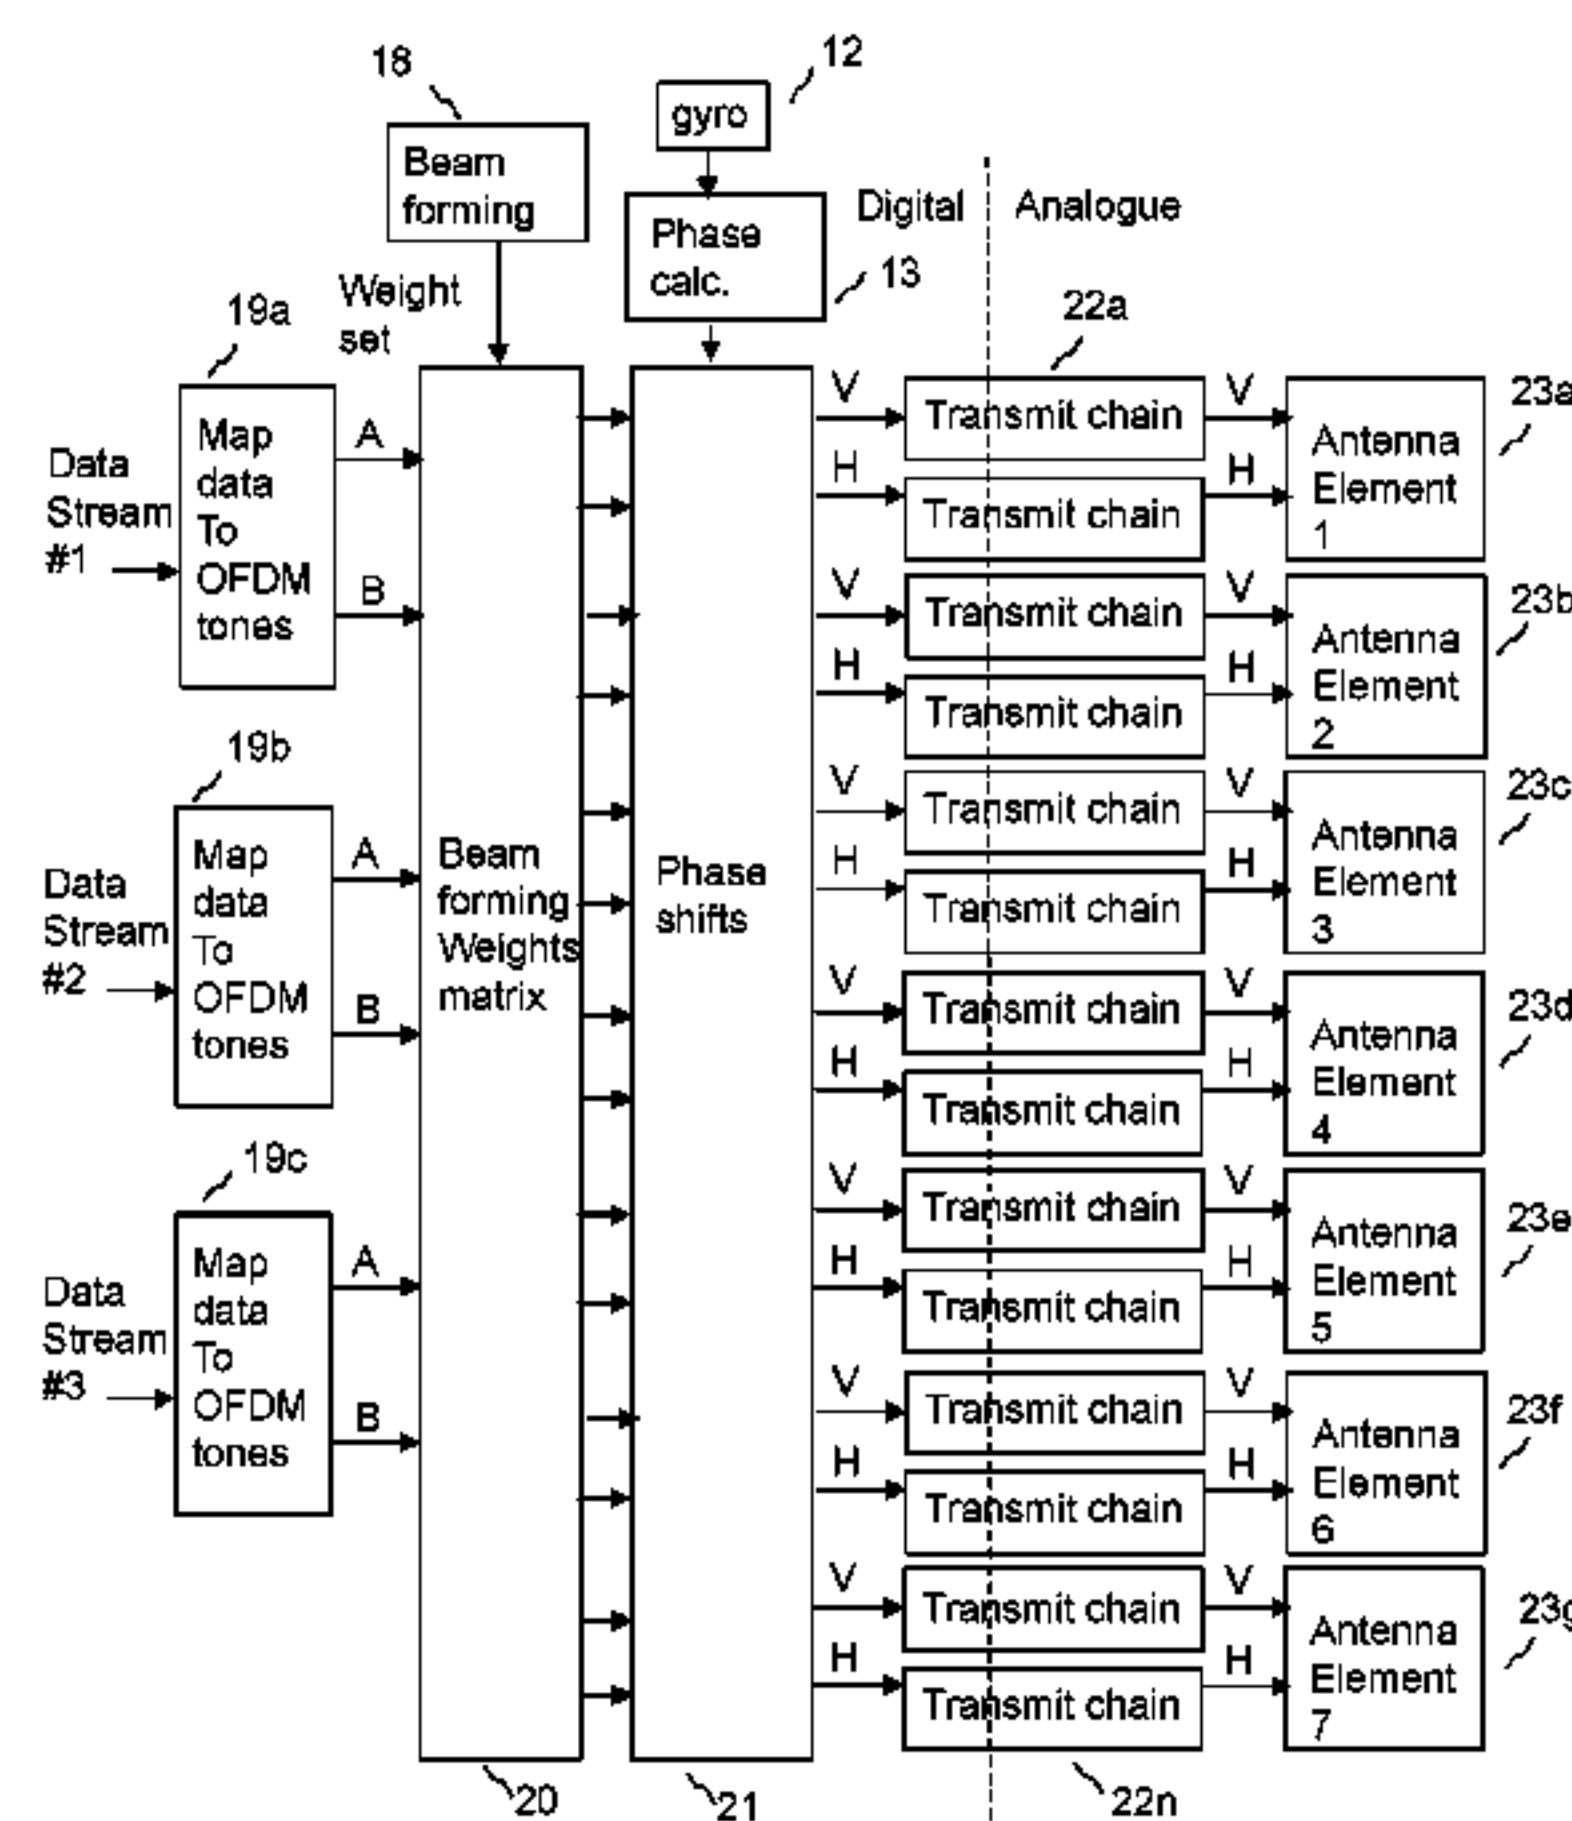 18
12
gyro
Beam
forming
Digital
Analogue
Phase
calc.
13
Weight
set
19a
22a
Data
Stream
#1
Map
data
To
OFDM
tones
A
B
19b
Data
Stream
#2
Map
data
To
OFDM
tones
A
B
19c
Data
Stream
#3
Map
data
To
OFDM
tones
A
B
Beam
forming
Weights
matrix
Phase
shifts
V
Transmit chain
V
H
Transmit chain
H
Antenna
Element
1
23a
V
Transmit chain
V
H
Transmit chain
H
Antenna
Element
2
23b
V
Transmit chain
V
H
Transmit chain
H
Antenna
Element
3
23c
V
Transmit chain
V
H
Transmit chain
H
Antenna
Element
4
23d
V
Transmit chain
V
H
Transmit chain
H
Antenna
Element
5
23e
V
Transmit chain
V
H
Transmit chain
H
Antenna
Element
6
23f
V
Transmit chain
V
H
Transmit chain
H
Antenna
Element
7
23g
20
21
22n